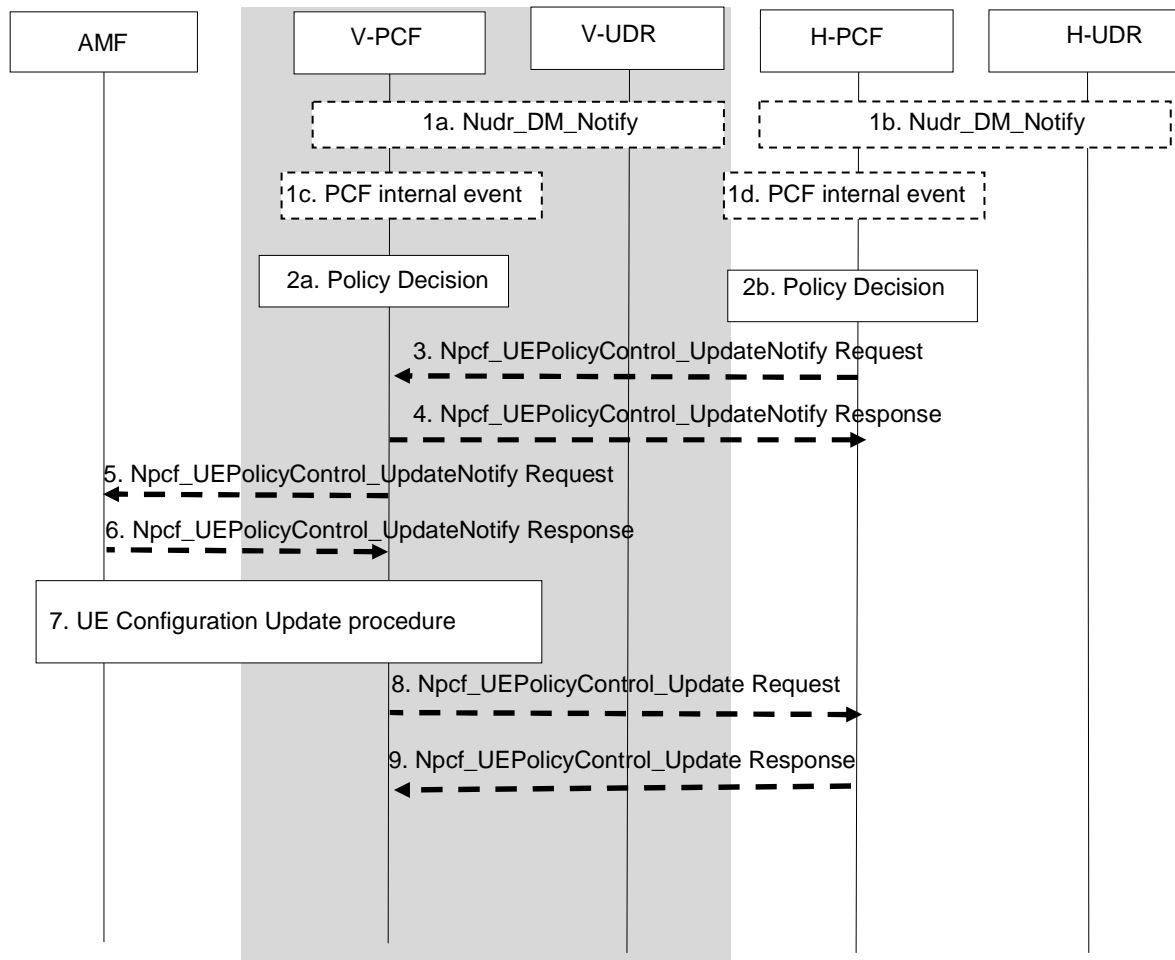 AMF
V-PCF
V-UDR
H-PCF
H-UDR
1a. Nudr_DM_Notify
1b. Nudr_DM_Notify
1c. PCF internal event
1d. PCF internal event
2a. Policy Decision
2b. Policy Decision
3. Npcf_UEPolicyControl_UpdateNotify Request
4. Npcf_UEPolicyControl_UpdateNotify Response
5. Npcf_UEPolicyControl_UpdateNotify Request
6. Npcf_UEPolicyControl_UpdateNotify Response
7. UE Configuration Update procedure
8. Npcf_UEPolicyControl_Update Request
9. Npcf_UEPolicyControl_Update Response